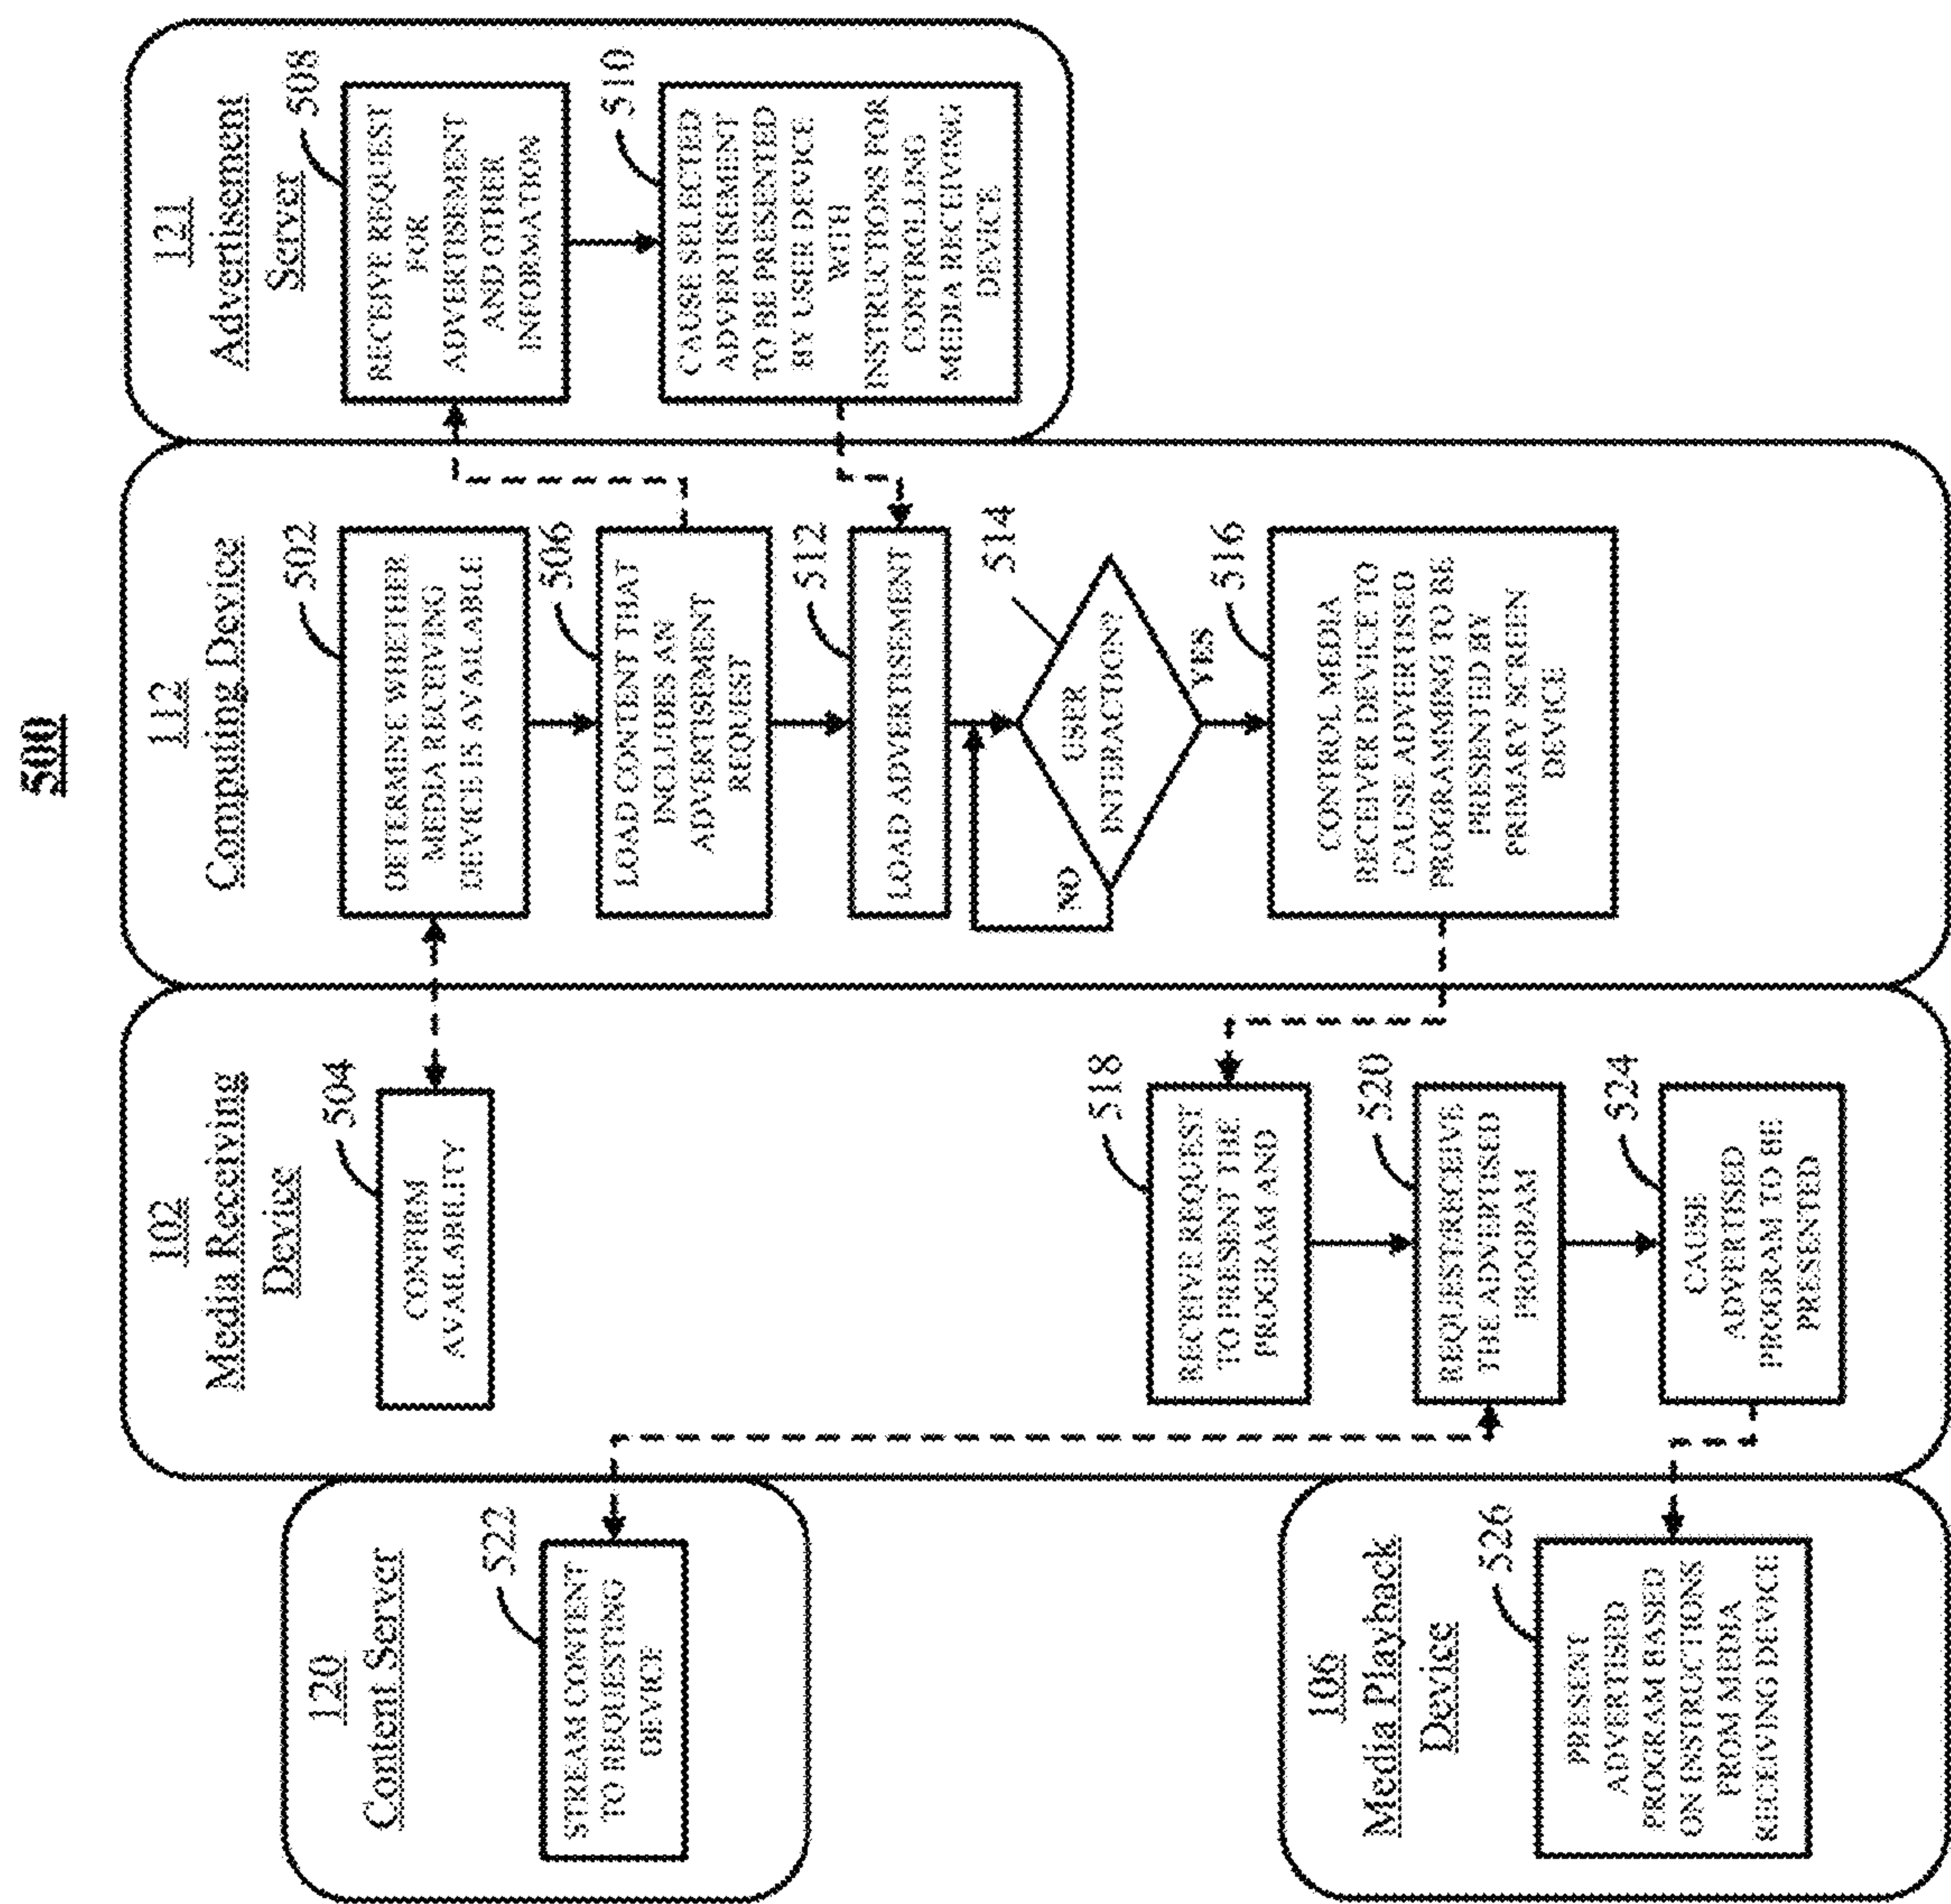 500
120
Content Server
522
STREAM CONTENT
TO REQUESTING
DEVICE
106
Media Playback
Device
526
PRESENT
ADVERTISED
PROGRAM BASED
ON INSTRUCTIONS
FROM MEDIA
RECEIVING DEVICE
102
Media Receiving
Device
504
CONFIRM
AVAILABILITY
518
RECEIVE REQUEST
TO PRESENT THE
PROGRAM AND
520
REQUEST/RECEIVE
THE ADVERTISED
PROGRAM
524
CAUSE
ADVERTISED
PROGRAM TO BE
PRESENTED
112
Computing Device
502
DETERMINE WHETHER
MEDIA RECEIVING
DEVICE IS AVAILABLE
506
LOAD CONTENT THAT
INCLUDES AN
ADVERTISEMENT
REQUEST
512
LOAD ADVERTISEMENT
514
USER
INTERACTION?
NO
YES
516
CONTROL MEDIA
RECEIVER DEVICE TO
CAUSE ADVERTISED
PROGRAMMING TO BE
PRESENTED BY
PRIMARY SCREEN
DEVICE
121
Advertisement
Server
508
RECEIVE REQUEST
FOR
ADVERTISEMENT
AND OTHER
INFORMATION
510
CAUSE SELECTED
ADVERTISEMENT
TO BE PRESENTED
BY USER DEVICE
WITH
INSTRUCTIONS FOR
CONTROLLING
MEDIA RECEIVING
DEVICE